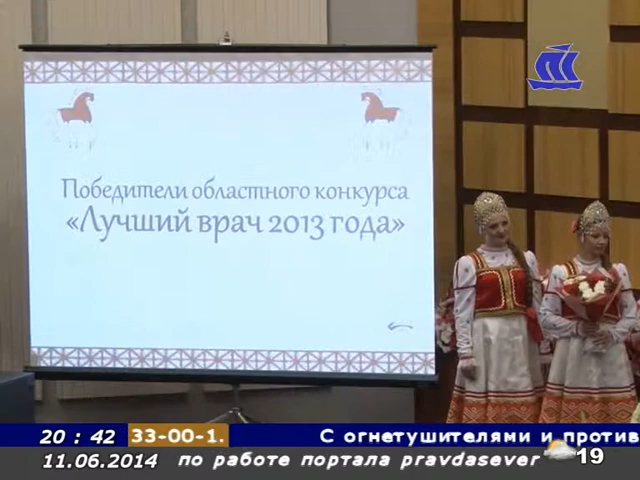 Победители областного конкурса
«Лучший врач 2013 года»
20 : 42 33-00-1. С огнетушителями и против
11.06.2014 по работе портала pravdasever 19